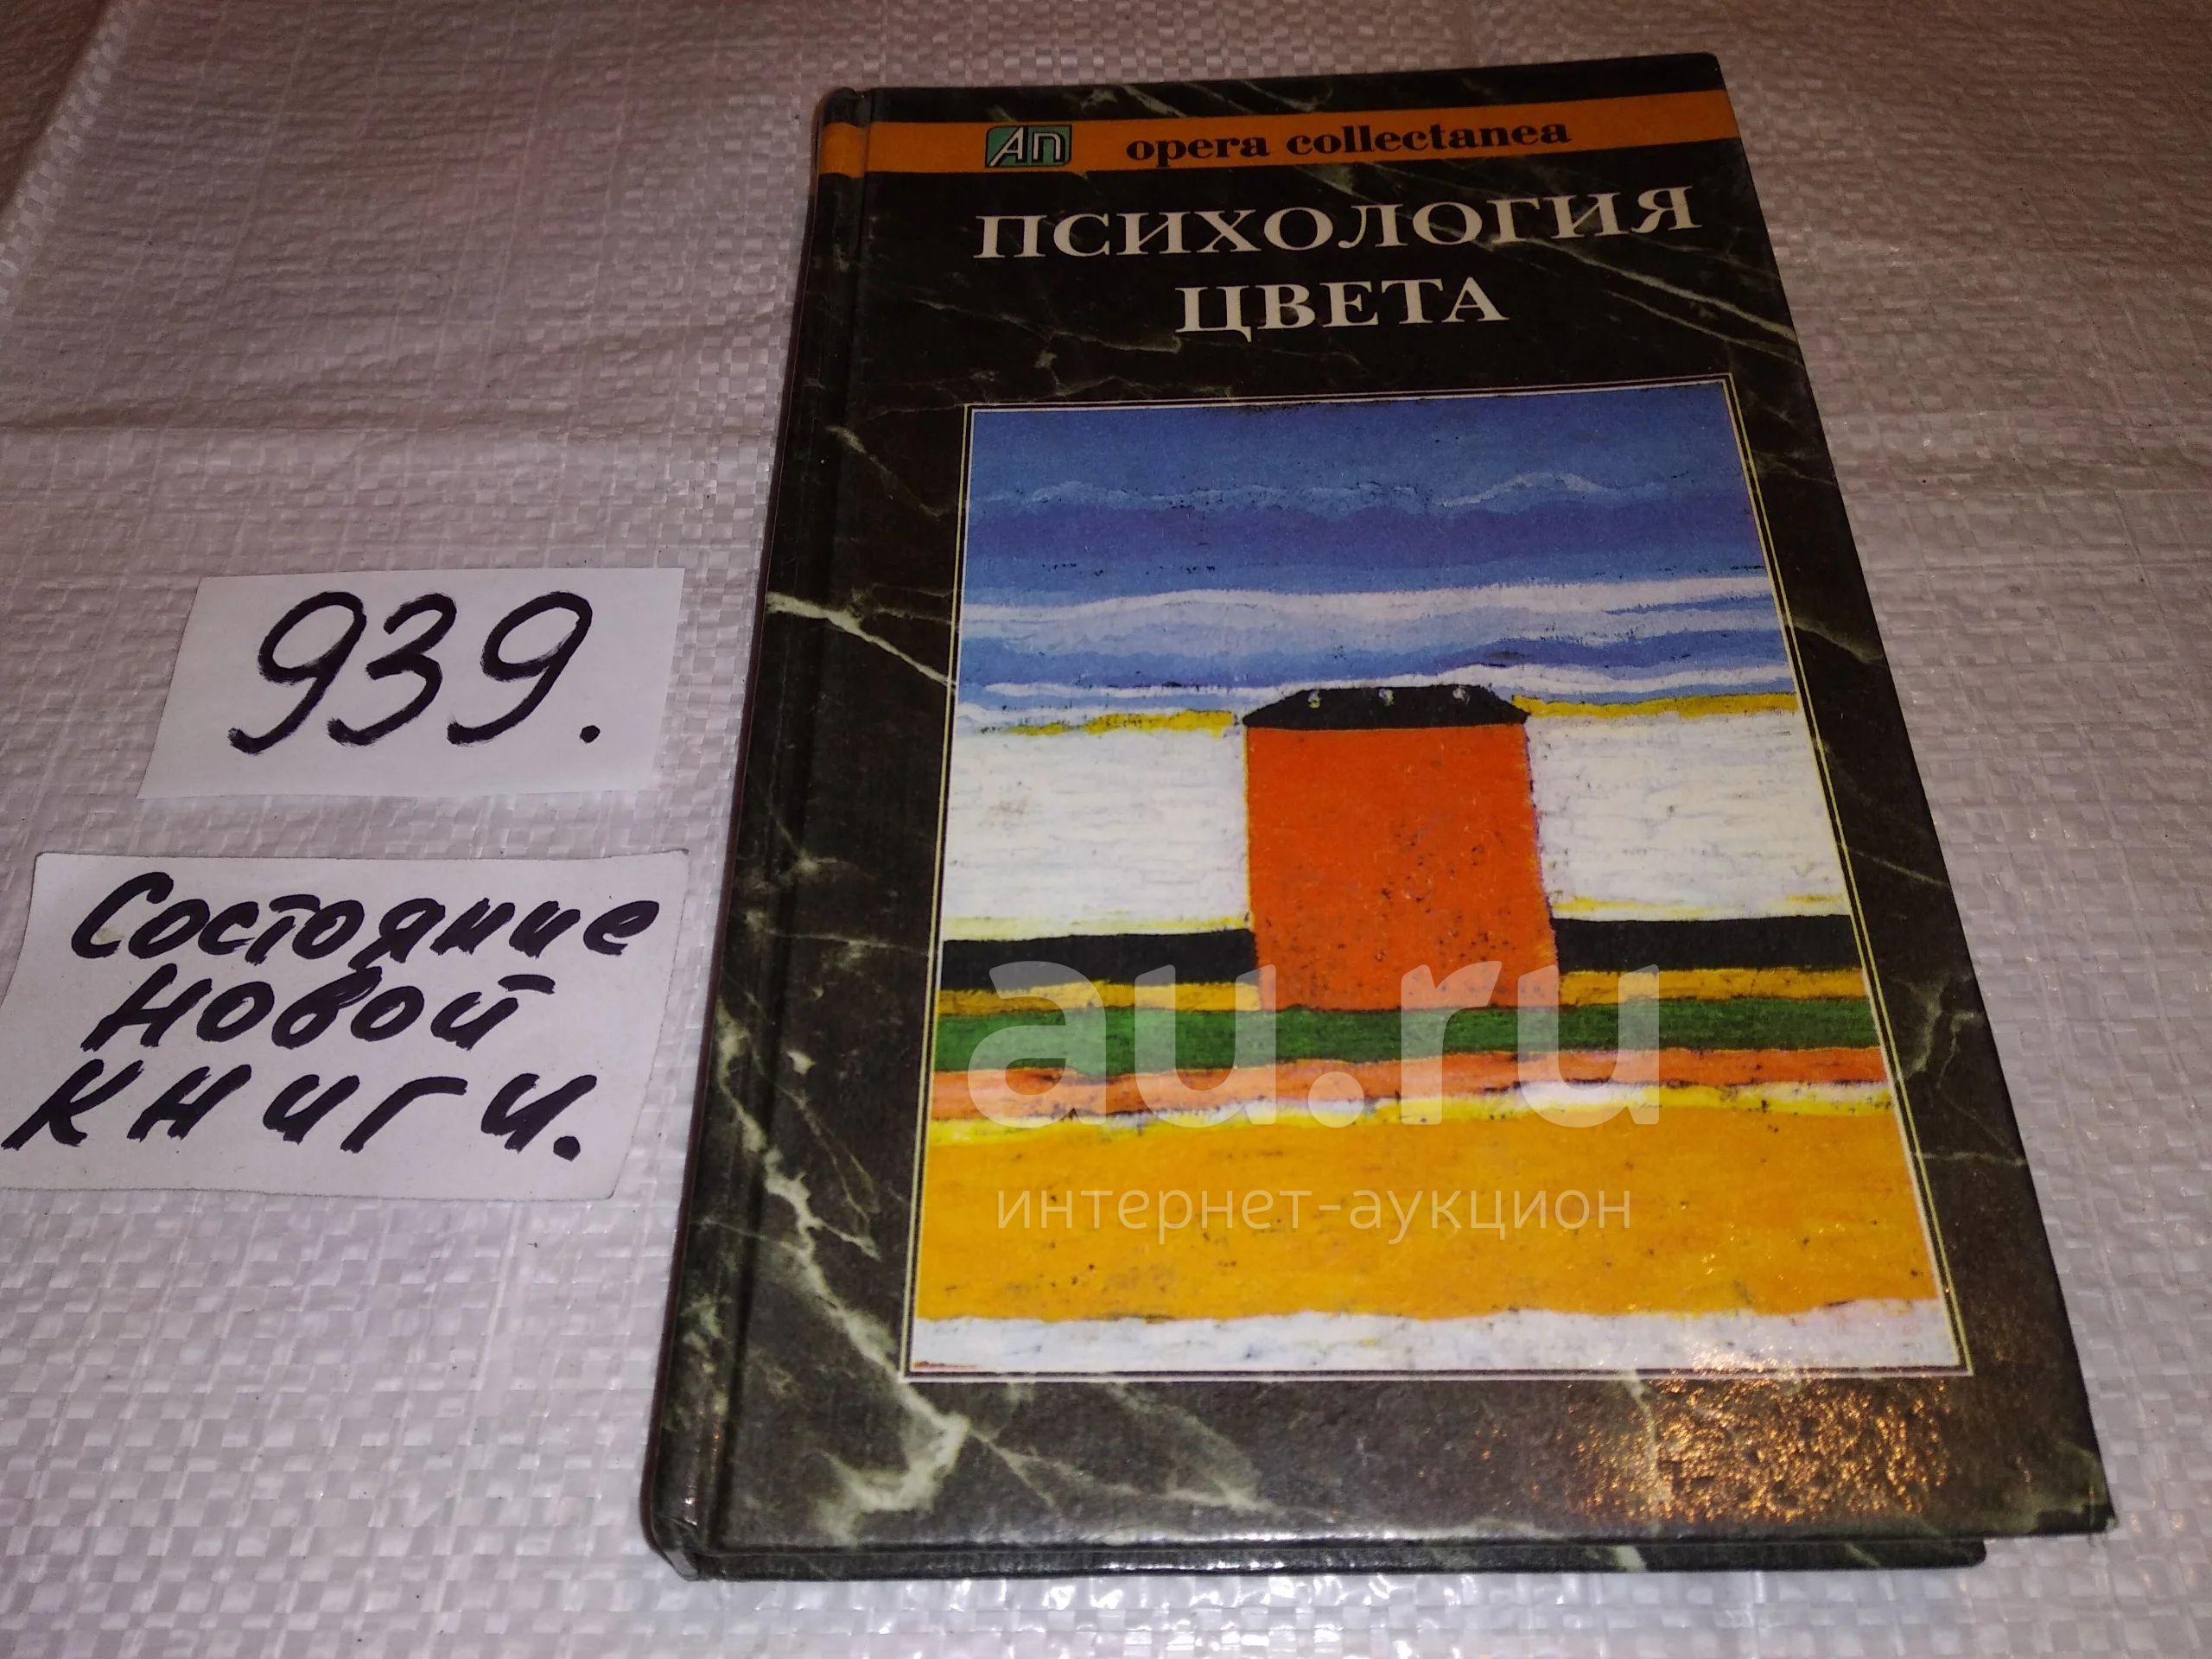 АП opera collectanea
ПСИХОЛОГИЯ
ЦВЕТА
939.
Состояние
новой
книги.
au.ru
интернет-аукцион